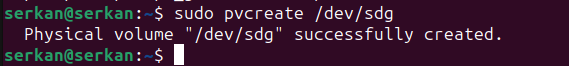 serkan@serkan:~$ sudo pvcreate /dev/sdg
  Physical volume "/dev/sdg" successfully created.
serkan@serkan:~$